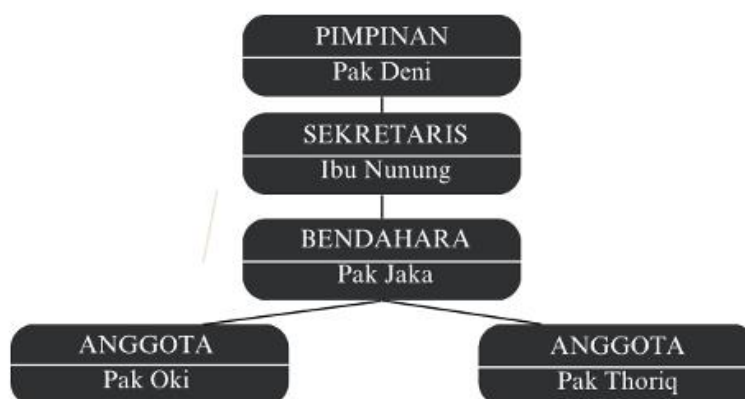 PIMPINAN
Pak Deni
SEKRETARIS
Ibu Nunung
BENDAHARA
Pak Jaka
ANGGOTA
Pak Oki
ANGGOTA
Pak Thoriq